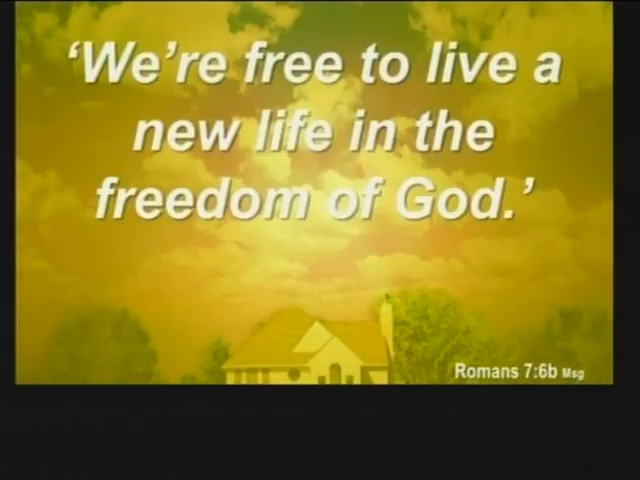 ‘We’re free to live a
new life in the
freedom of God.’
Romans 7:6b Msg